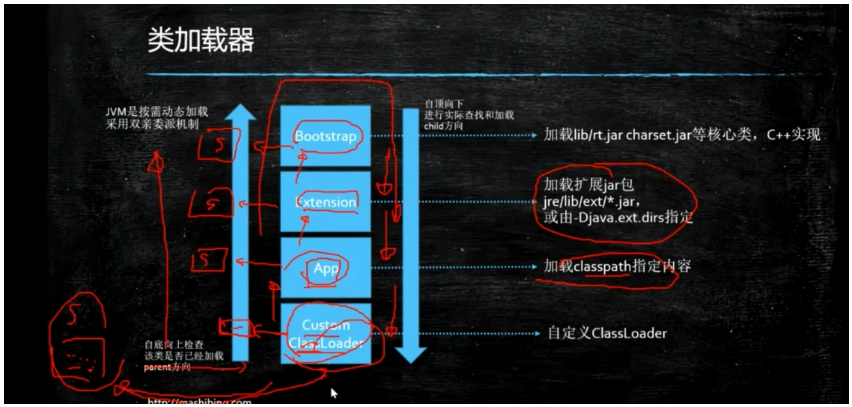 类加载器
JVM是按需动态加载
采用双亲委派机制
自顶向下
进行实际查找和加载
child方向
Bootstrap
加载lib/rt.jar charset.jar等核心类，C++实现
5
Extension
加载扩展jar包
jre/lib/ext/*.jar，
或由-Djava.ext.dirs指定
5
App
加载classpath指定内容
5
Custom
ClassLoader
自定义ClassLoader
5
自底向上检查
该类是否已经加载
parent方向
http://mashibing.com